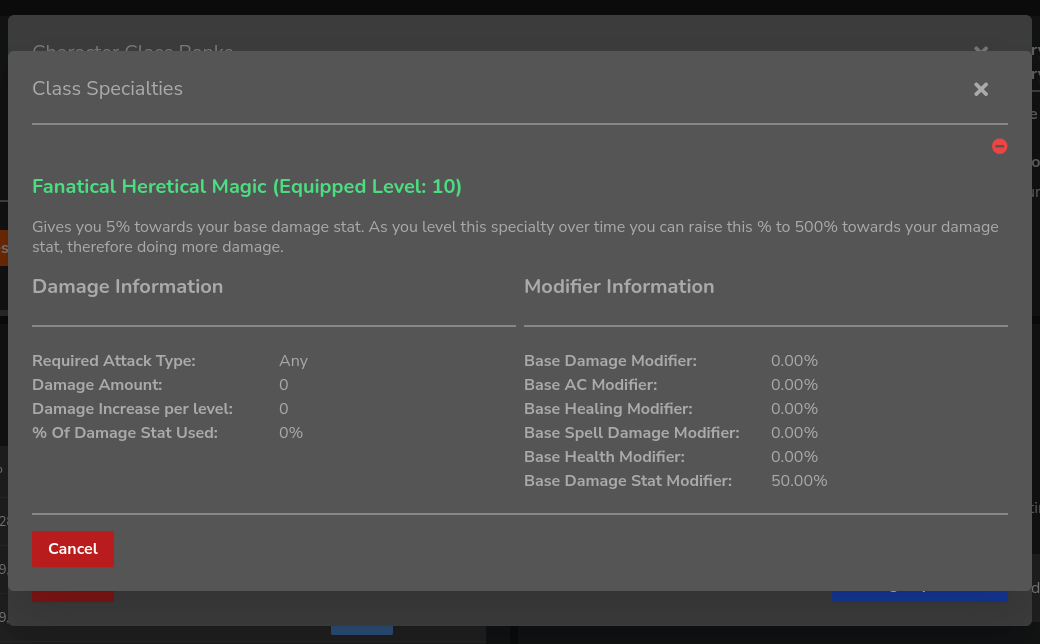 Character Class Ranks
Class Specialties
Fanatical Heretical Magic (Equipped Level: 10)
Gives you 5% towards your base damage stat. As you level this specialty over time you can raise this % to 500% towards your damage
stat, therefore doing more damage.
Damage Information
Modifier Information
Required Attack Type: Any
Damage Amount: 0
Damage Increase per level: 0
% Of Damage Stat Used: 0%
Base Damage Modifier: 0.00%
Base AC Modifier: 0.00%
Base Healing Modifier: 0.00%
Base Spell Damage Modifier: 0.00%
Base Health Modifier: 0.00%
Base Damage Stat Modifier: 50.00%
Cancel